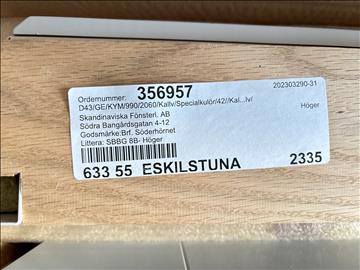 Ordernummer: 356957 202303290-31
D43/GE/KYM/990/2060/Kallv/Specialkulör/42//Kal...lv/
Höger
Skandinaviska Fönsterl. AB
Södra Bangårdsgatan 4-12
Godsmärke:Brf. Söderhörnet
Littera: SBBG 8B- Höger
633 55 ESKILSTUNA 2335